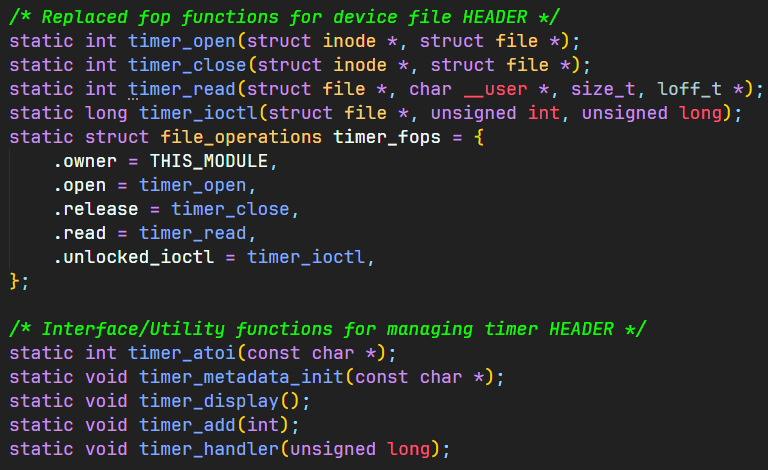 /* Replaced fop functions for device file HEADER */
static int timer_open(struct inode *, struct file *);
static int timer_close(struct inode *, struct file *);
static int timer_read(struct file *, char __user *, size_t, loff_t *);
static long timer_ioctl(struct file *, unsigned int, unsigned long);
static struct file_operations timer_fops = {
    .owner = THIS_MODULE,
    .open = timer_open,
    .release = timer_close,
    .read = timer_read,
    .unlocked_ioctl = timer_ioctl,
};

/* Interface/Utility functions for managing timer HEADER */
static int timer_atoi(const char *);
static void timer_metadata_init(const char *);
static void timer_display();
static void timer_add(int);
static void timer_handler(unsigned long);